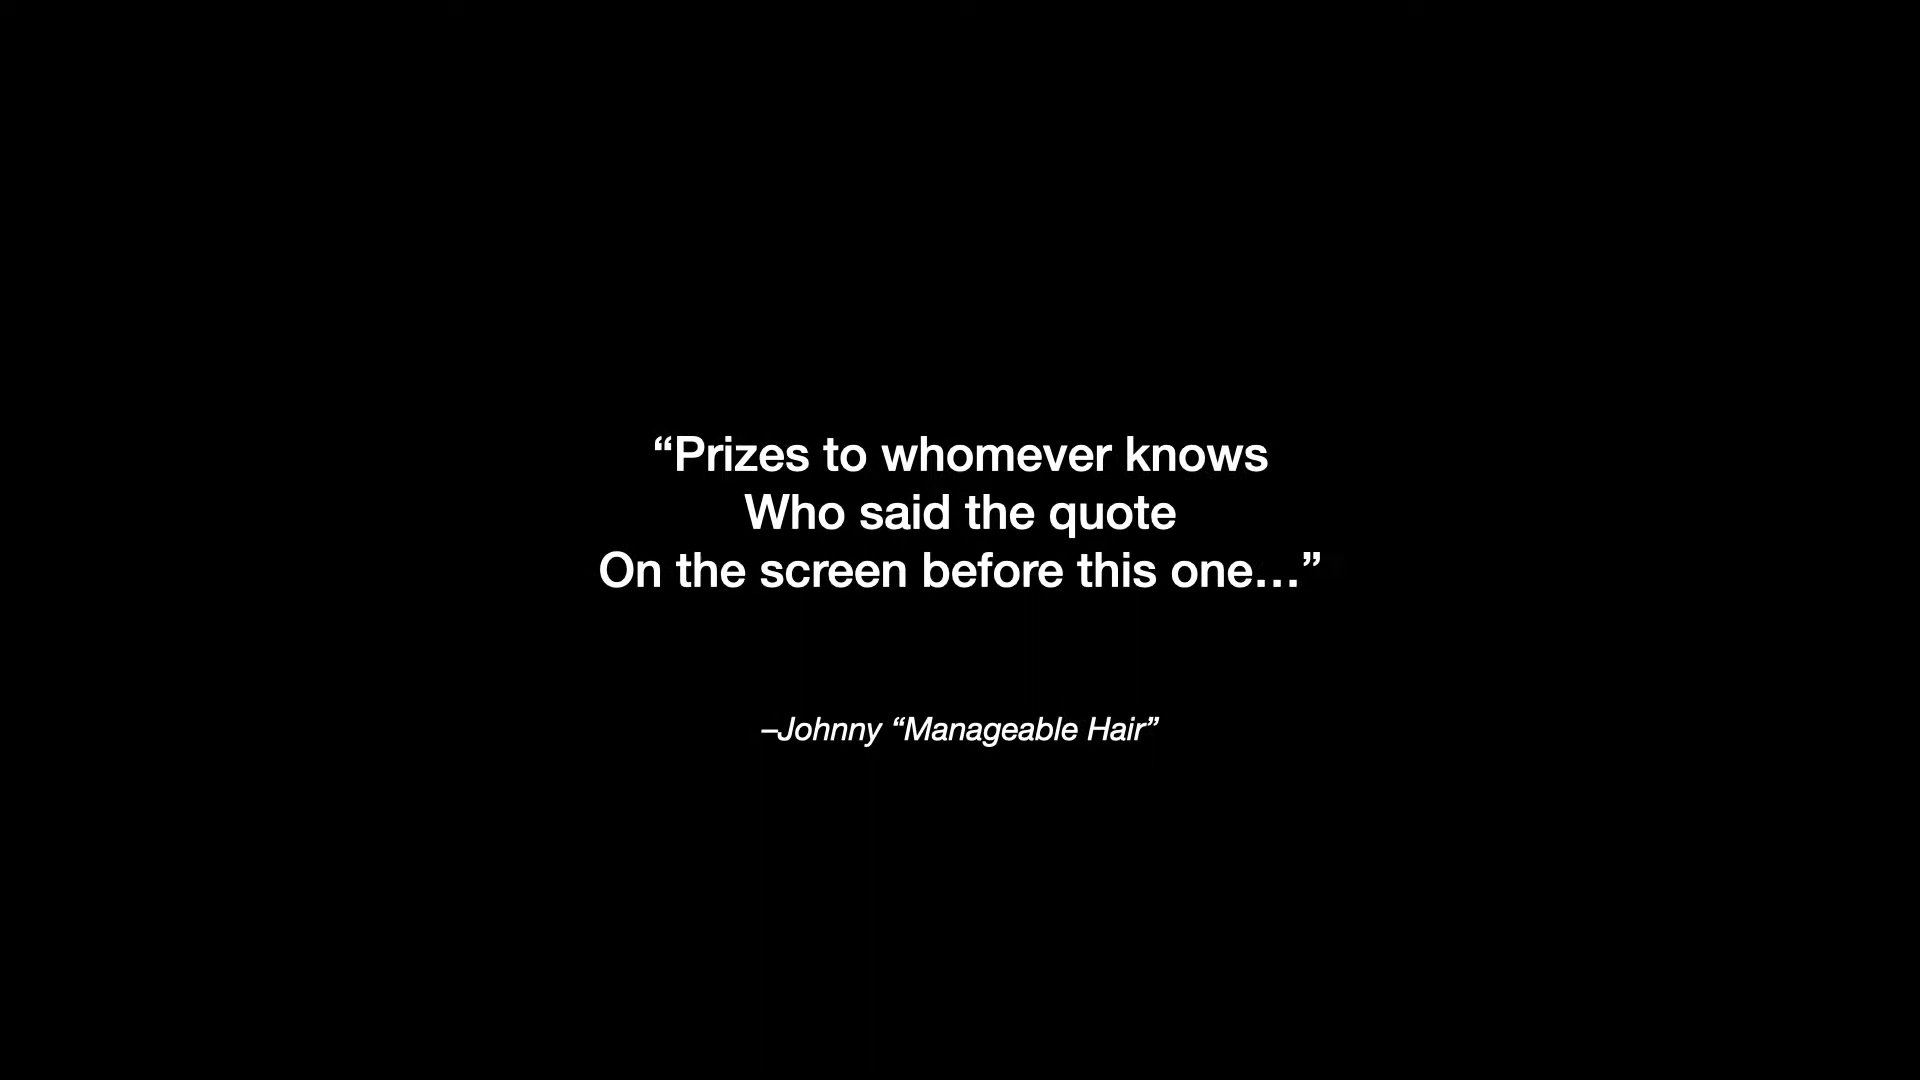 “Prizes to whomever knows
Who said the quote
On the screen before this one…”
–Johnny “Manageable Hair”